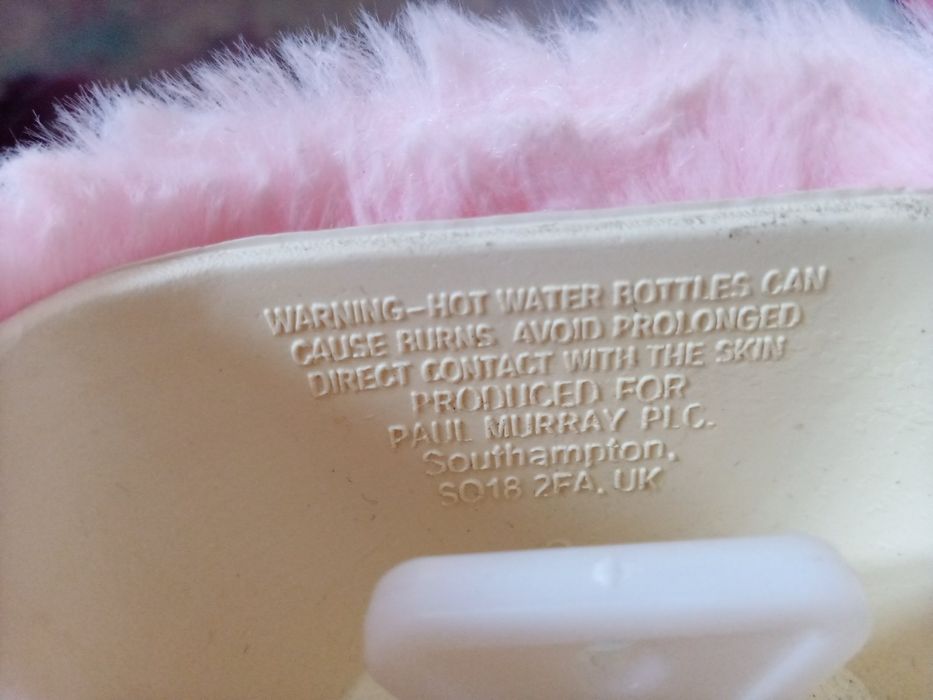 WARNING-HOT WATER BOTTLES CAN
CAUSE BURNS. AVOID PROLONGED
DIRECT CONTACT WITH THE SKIN
PRODUCED FOR
PAUL MURRAY PLC.
Southampton,
SO18 2FA. UK